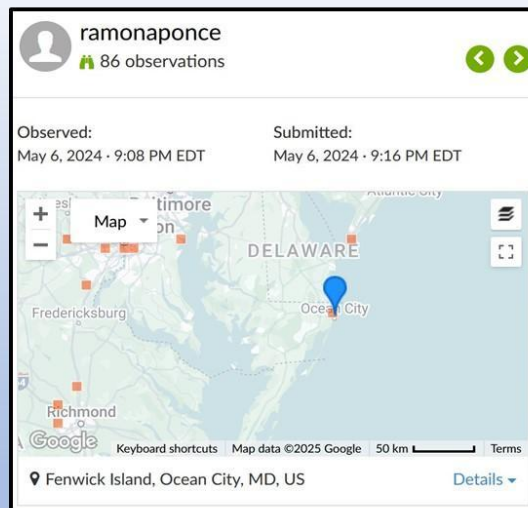 ramonaponce
86 observations
Observed:
May 6, 2024 · 9:08 PM EDT
Submitted:
May 6, 2024 · 9:16 PM EDT
Atlantic City
+
Map
−
DELAWARE
Ocean City
Fredericksburg
Richmond
Google
Keyboard shortcuts
Map data ©2025 Google
50 km
Terms
Fenwick Island, Ocean City, MD, US
Details